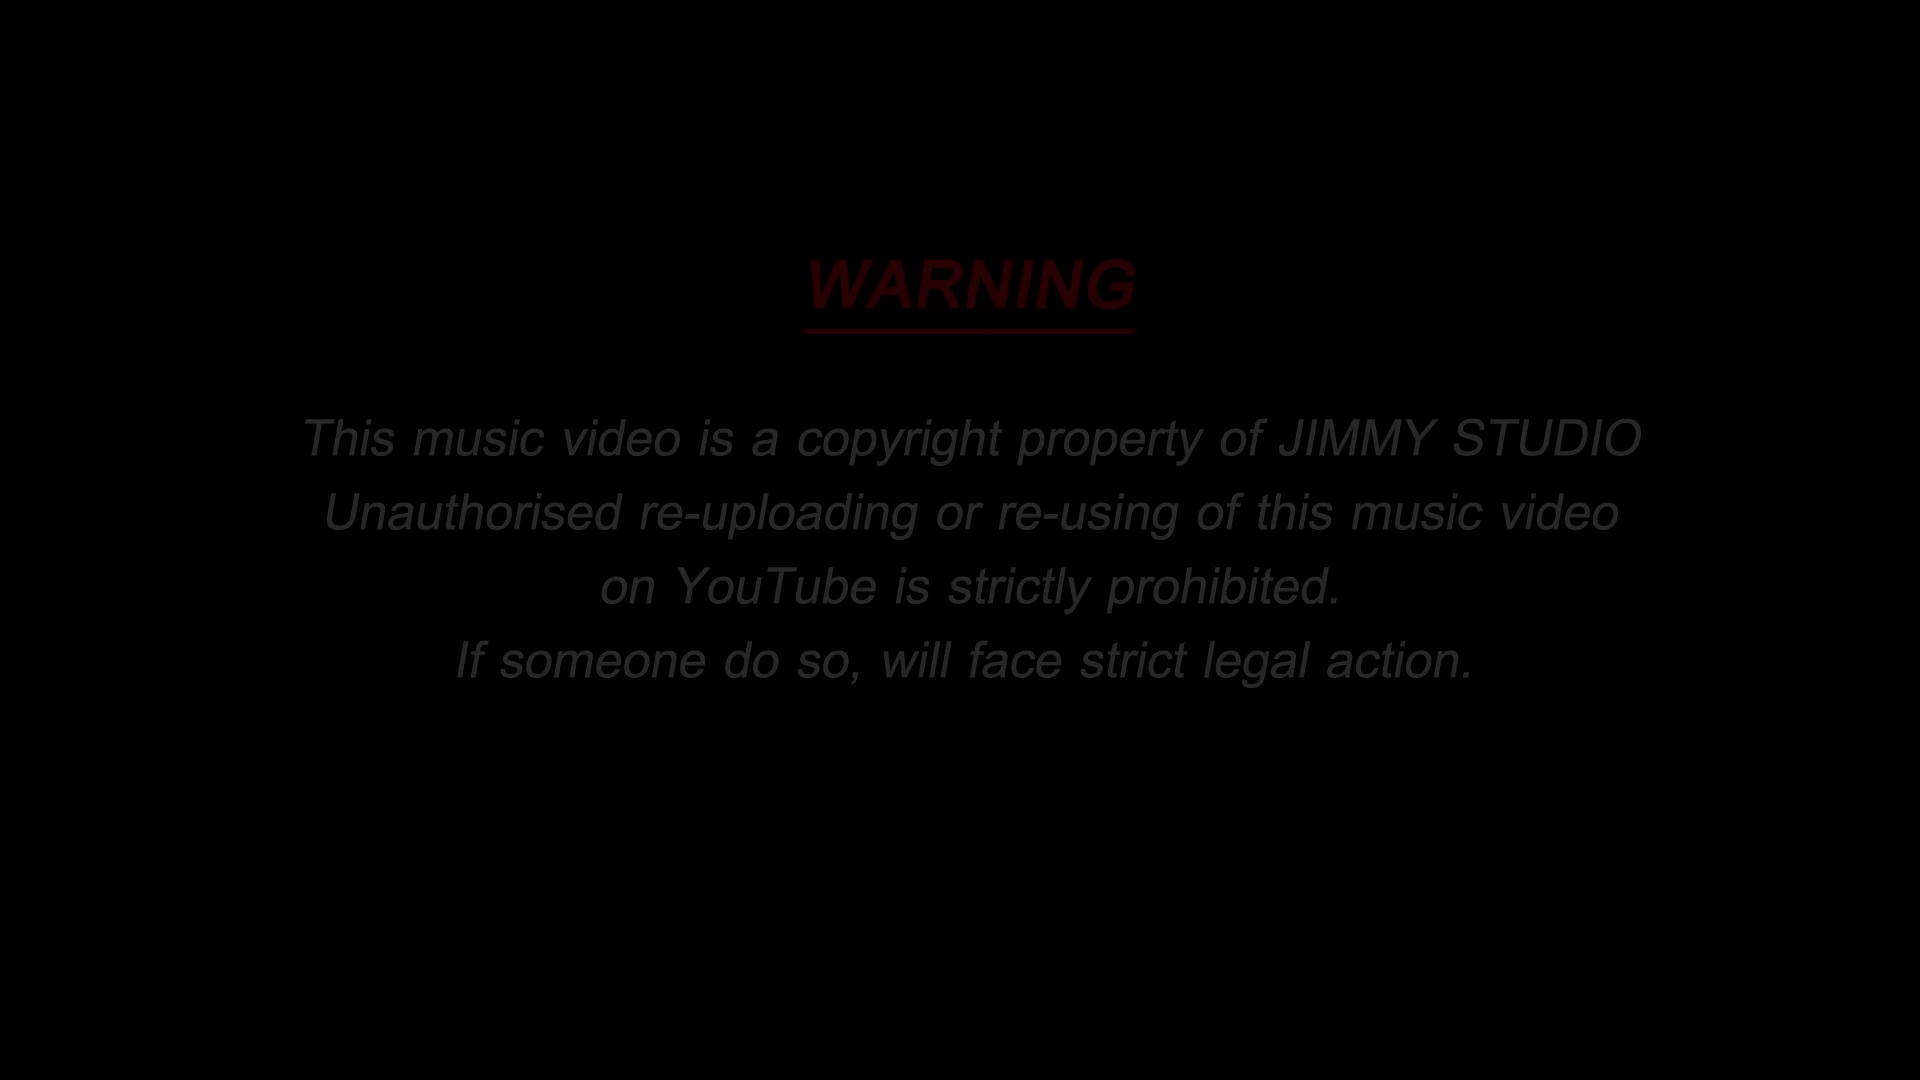 WARNING
This music video is a copyright property of JIMMY STUDIO
Unauthorised re-uploading or re-using of this music video
on YouTube is strictly prohibited.
If someone do so, will face strict legal action.